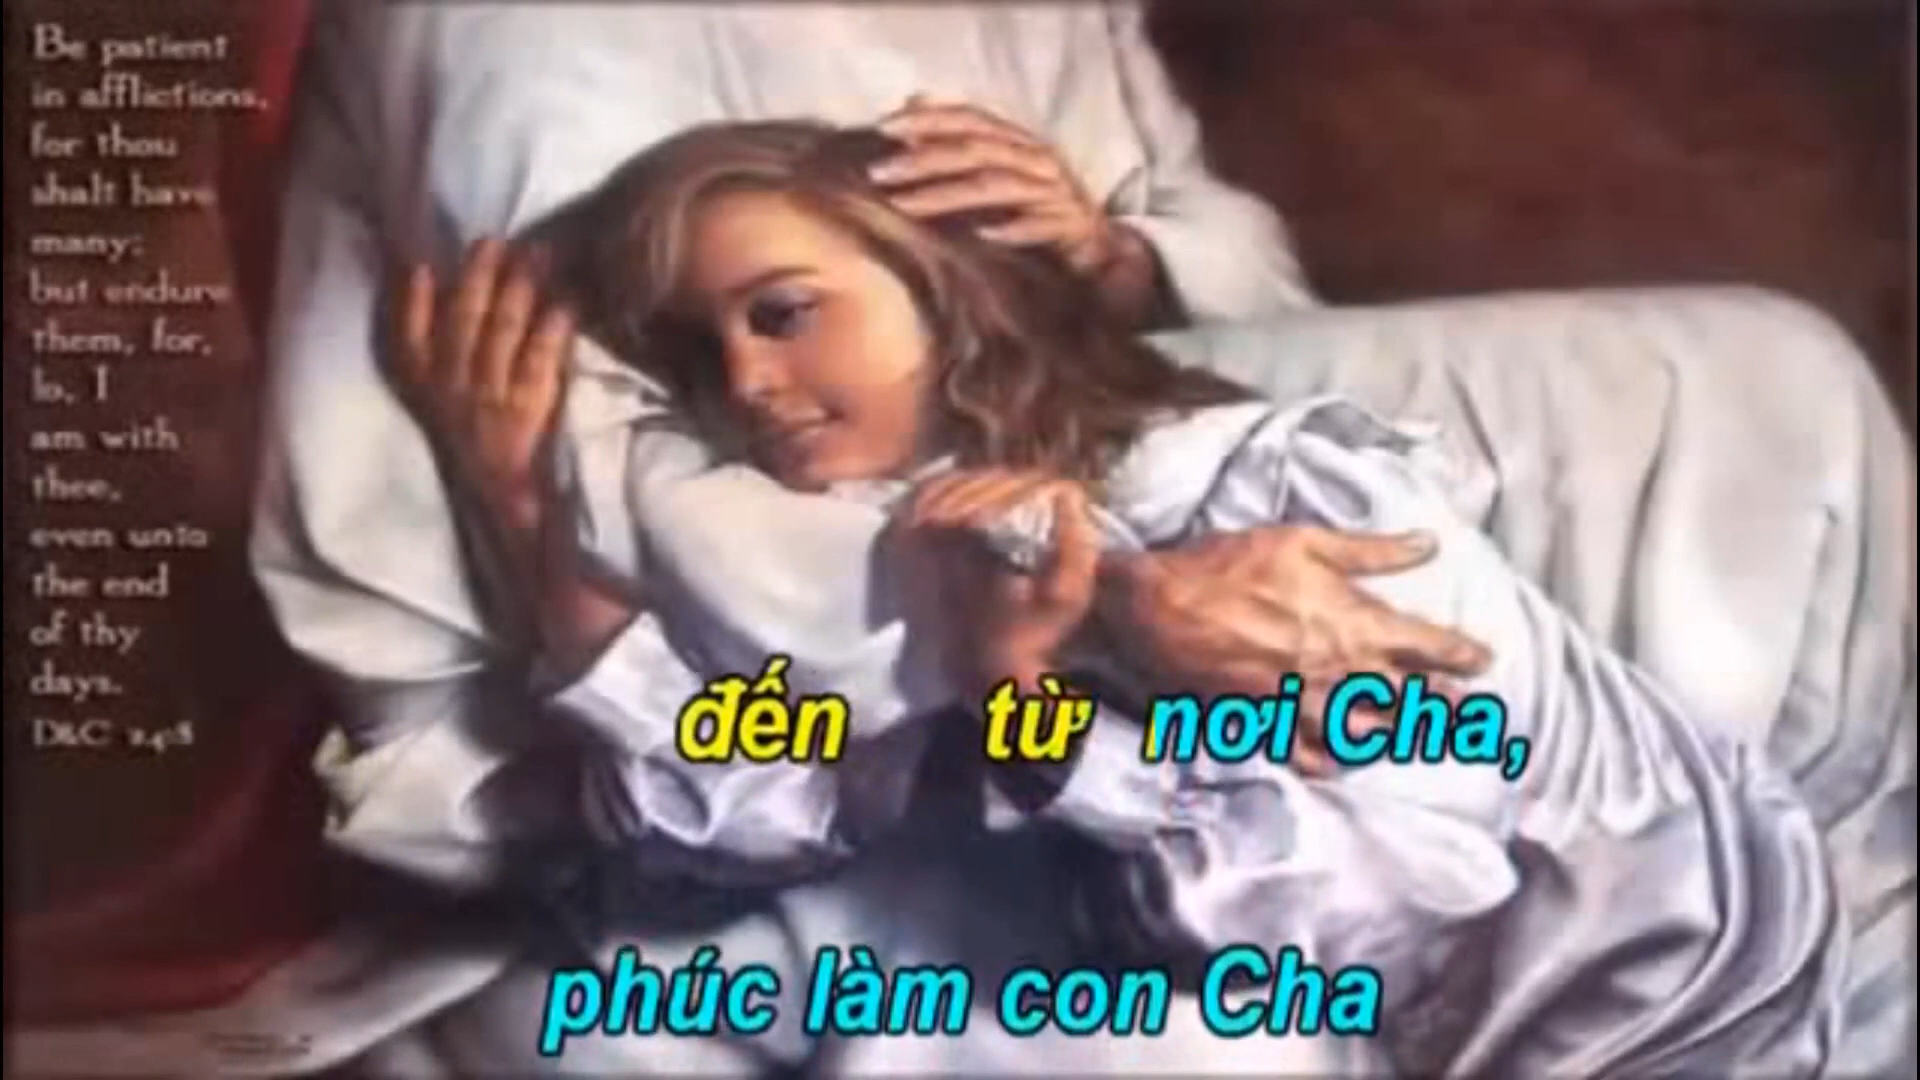 Be patient
in afflictions,
for thou
shalt have
many;
but endure
them, for,
lo, I
am with
thee,
even unto
the end
of thy
days.
D&C 24:8
đến từ nơi Cha,
phúc làm con Cha